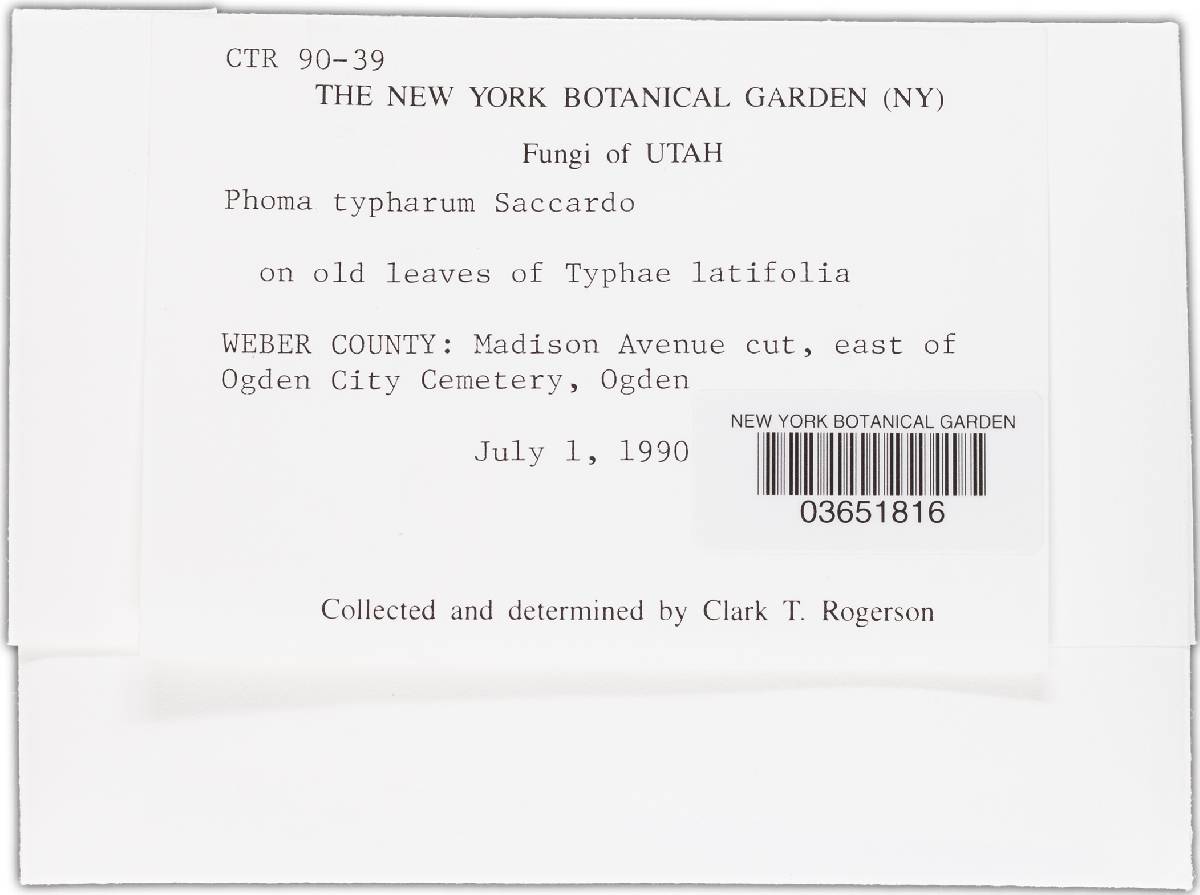 CTR 90-39
THE NEW YORK BOTANICAL GARDEN (NY)
Fungi of UTAH
Phoma typharum Saccardo
on old leaves of Typhae latifolia
WEBER COUNTY: Madison Avenue cut, east of
Ogden City Cemetery, Ogden
July 1, 1990
NEW YORK BOTANICAL GARDEN
03651816
Collected and determined by Clark T. Rogerson